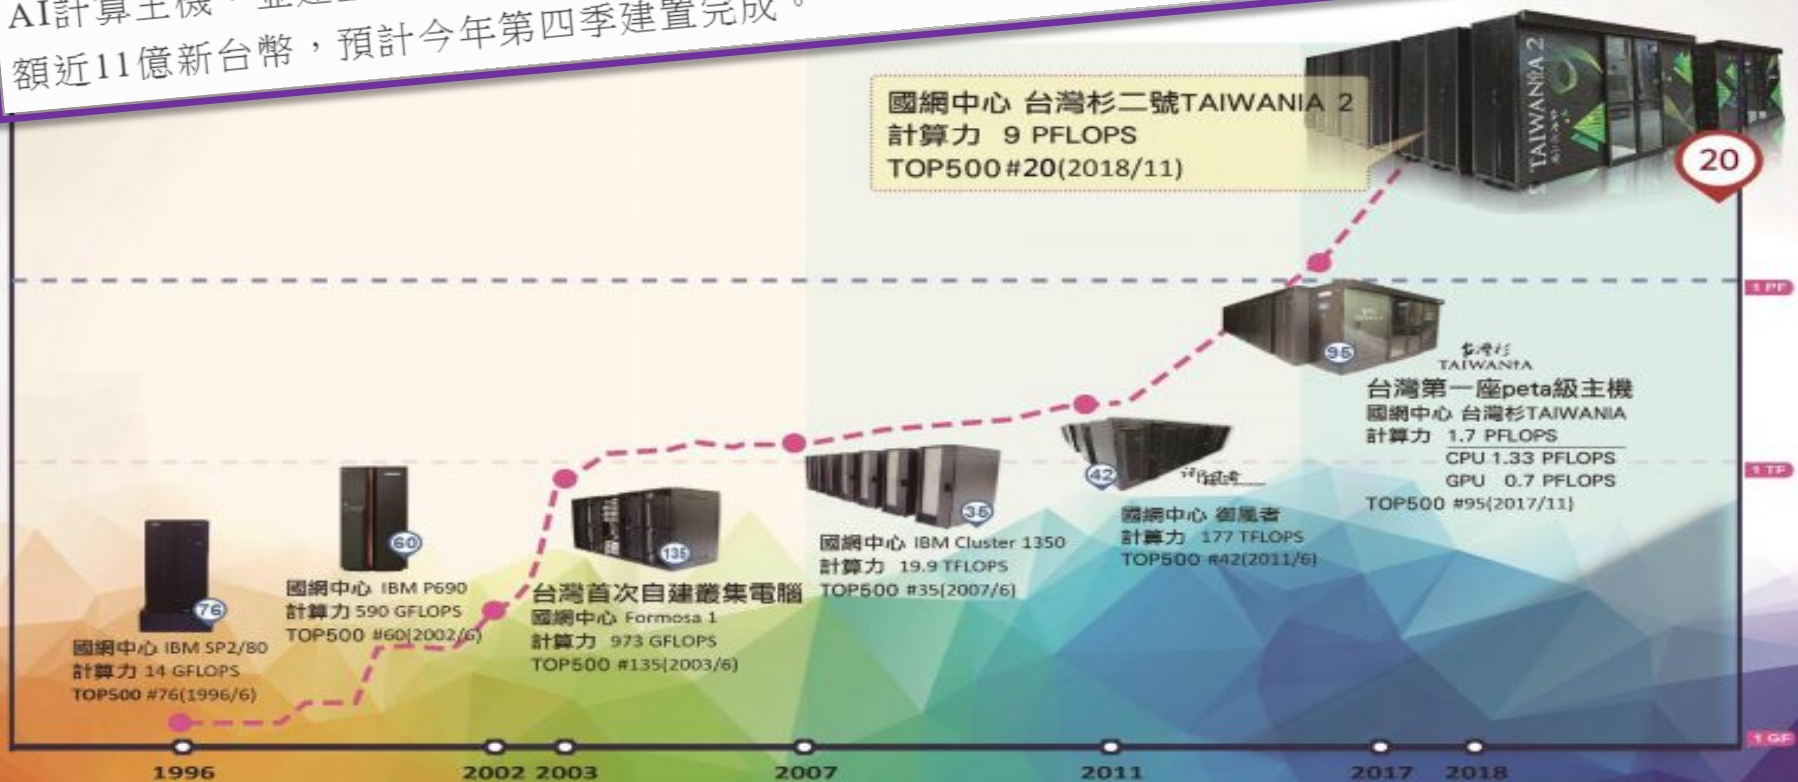 AI計算主機,並建
額近11億新台幣,預計今年第四季建置完成。
國網中心 台灣杉二號TAIWANIA 2
計算力 9 PFLOPS
TOP500 #20(2018/11)
TAIWANIA 2
20
1 PF
95
台灣杉
TAIWANIA
台灣第一座peta級主機
國網中心 台灣杉TAIWANIA
計算力 1.7 PFLOPS
CPU 1.33 PFLOPS
GPU 0.7 PFLOPS
TOP500 #95(2017/11)
1 TF
42
御風者
國網中心 御風者
計算力 177 TFLOPS
TOP500 #42(2011/6)
35
國網中心 IBM Cluster 1350
計算力 19.9 TFLOPS
TOP500 #35(2007/6)
135
台灣首次自建叢集電腦
國網中心 Formosa 1
計算力 973 GFLOPS
TOP500 #135(2003/6)
60
國網中心 IBM P690
計算力 590 GFLOPS
TOP500 #60(2002/6)
76
國網中心 IBM SP2/80
計算力 14 GFLOPS
TOP500 #76(1996/6)
1 GF
1996
2002
2003
2007
2011
2017
2018